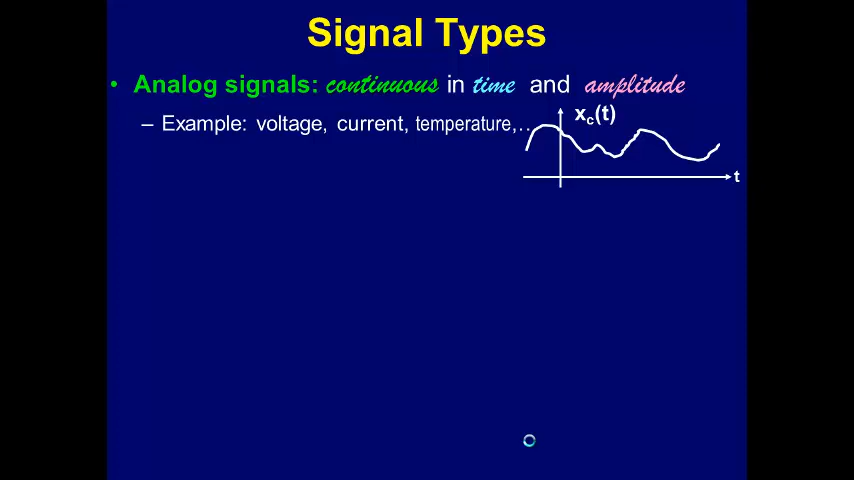 Signal Types
• Analog signals: continuous in time and amplitude
– Example: voltage, current, temperature,..
xc(t)
t